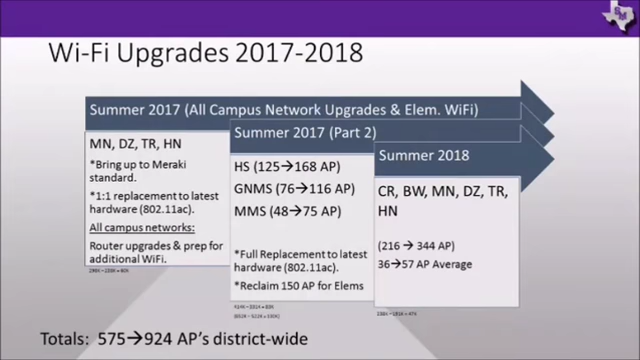 Wi-Fi Upgrades 2017-2018
Summer 2017 (All Campus Network Upgrades & Elem. WiFi)
MN, DZ, TR, HN
*Bring up to Meraki
standard.
*1:1 replacement to latest
hardware (802.11ac).
All campus networks:
Router upgrades & prep for
additional WiFi.
Summer 2017 (Part 2)
HS (125→168 AP)
GNMS (76→116 AP)
MMS (48→75 AP)
*Full Replacement to latest
hardware (802.11ac).
*Reclaim 150 AP for Elems
Summer 2018
CR, BW, MN, DZ, TR,
HN
(216 → 344 AP)
36→57 AP Average
Totals: 575→924 AP's district-wide